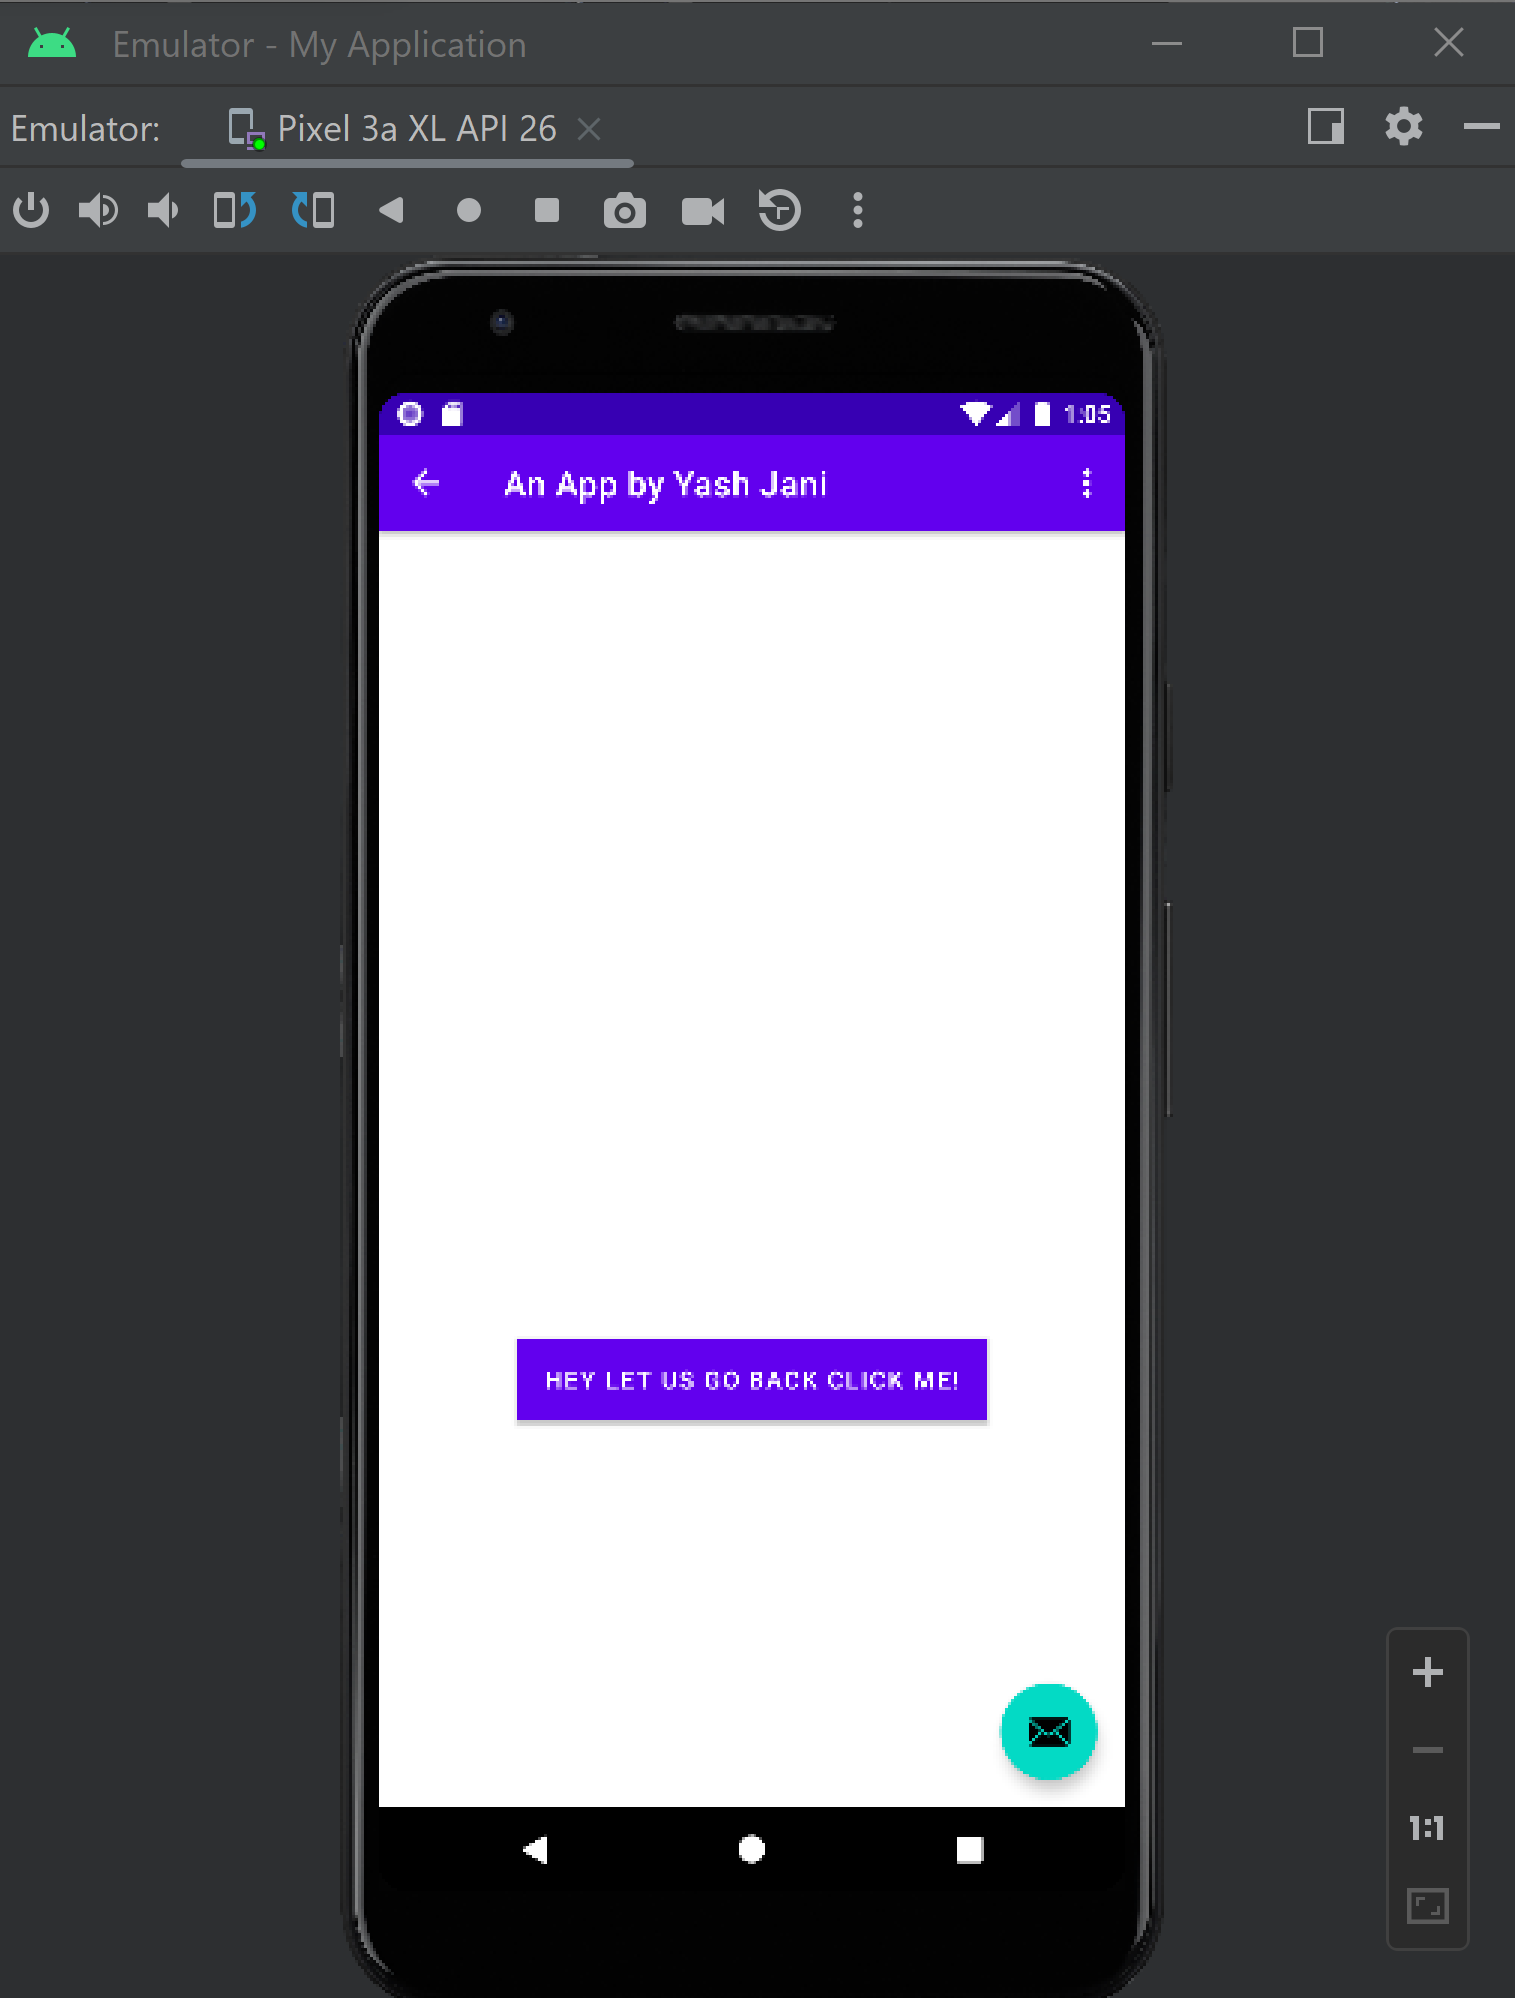 Emulator - My Application
Emulator: Pixel 3a XL API 26
1:05
An App by Yash Jani
HEY LET US GO BACK CLICK ME!
1:1